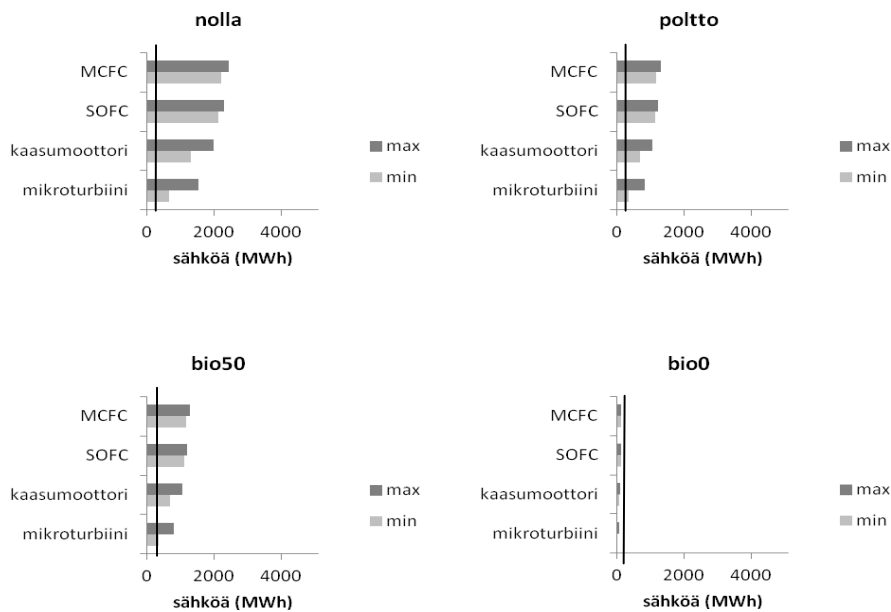 nolla
MCFC
SOFC
kaasumoottori
mikroturbiini
max
min
0 2000 4000
sähköä (MWh)
poltto
MCFC
SOFC
kaasumoottori
mikroturbiini
max
min
0 2000 4000
sähköä (MWh)
bio50
MCFC
SOFC
kaasumoottori
mikroturbiini
max
min
0 2000 4000
sähköä (MWh)
bio0
MCFC
SOFC
kaasumoottori
mikroturbiini
max
min
0 2000 4000
sähköä (MWh)